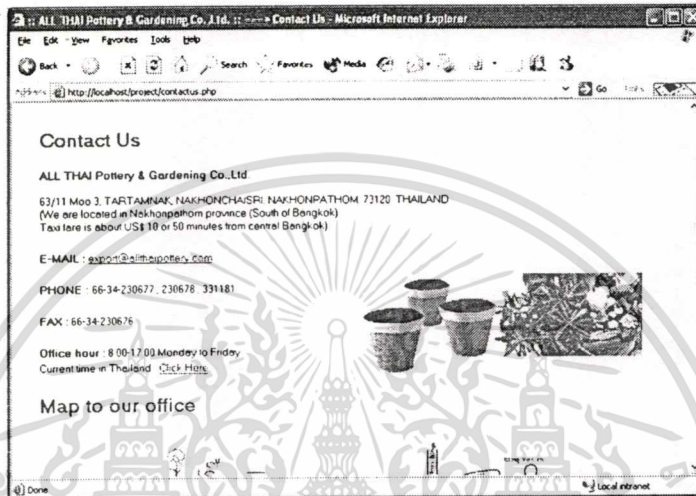 :: ALL THAI Pottery & Gardening Co.,Ltd. :: ----> Contact Us - Microsoft Internet Explorer
File Edit View Favorites Tools Help
Back Search Favorites Media
Address http://localhost/project/contactus.php Go Links
Contact Us
ALL THAI Pottery & Gardening Co.,Ltd.
63/11 Moo 3, TARTAMNAK, NAKHONCHAISRI, NAKHONPATHOM 73120 THAILAND
(We are located in Nakhonpathom province (South of Bangkok)
Taxi fare is about US$ 10 or 50 minutes from central Bangkok)
E-MAIL : export@allthaipottery.com
PHONE : 66-34-230677, 230678, 331181
FAX : 66-34-230676
Office hour : 8.00-17.00 Monday to Friday
Current time in Thailand Click Here
Map to our office
Done Local intranet